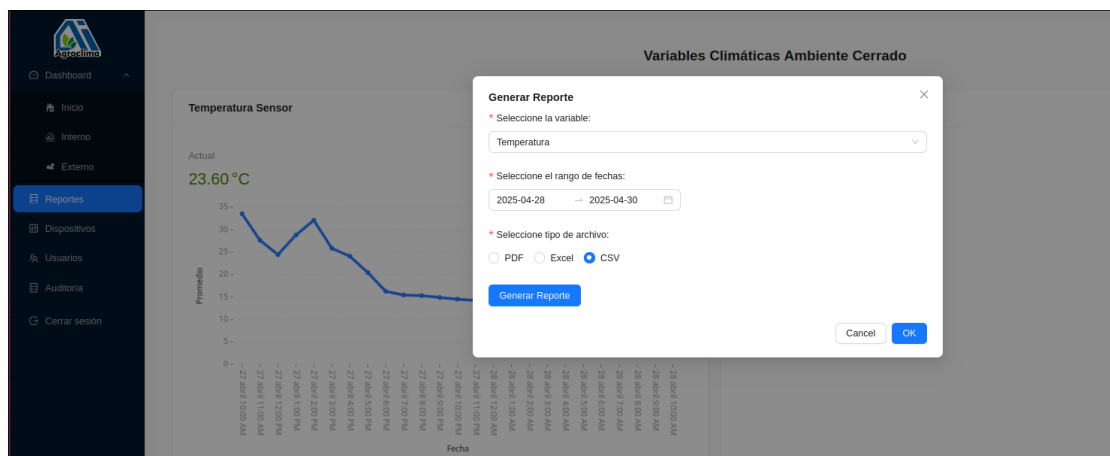 Agroclima
Dashboard
Inicio
Interno
Externo
Reportes
Dispositivos
Usuarios
Auditoria
Cerrar sesión
Variables Climáticas Ambiente Cerrado
Temperatura Sensor
Actual
23.60 °C
35
30
25
20
15
10
5
0
Promedio
27 abril 10:00 AM
27 abril 11:00 AM
27 abril 12:00 PM
27 abril 1:00 PM
27 abril 2:00 PM
27 abril 3:00 PM
27 abril 4:00 PM
27 abril 5:00 PM
27 abril 6:00 PM
27 abril 7:00 PM
27 abril 8:00 PM
27 abril 9:00 PM
27 abril 10:00 PM
27 abril 11:00 PM
28 abril 12:00 AM
28 abril 1:00 AM
28 abril 2:00 AM
28 abril 3:00 AM
28 abril 4:00 AM
28 abril 5:00 AM
28 abril 6:00 AM
28 abril 7:00 AM
28 abril 8:00 AM
28 abril 9:00 AM
28 abril 10:00 AM
Fecha
Generar Reporte
* Seleccione la variable:
Temperatura
* Seleccione el rango de fechas:
2025-04-28 → 2025-04-30
* Seleccione tipo de archivo:
PDF Excel CSV
Generar Reporte
Cancel OK